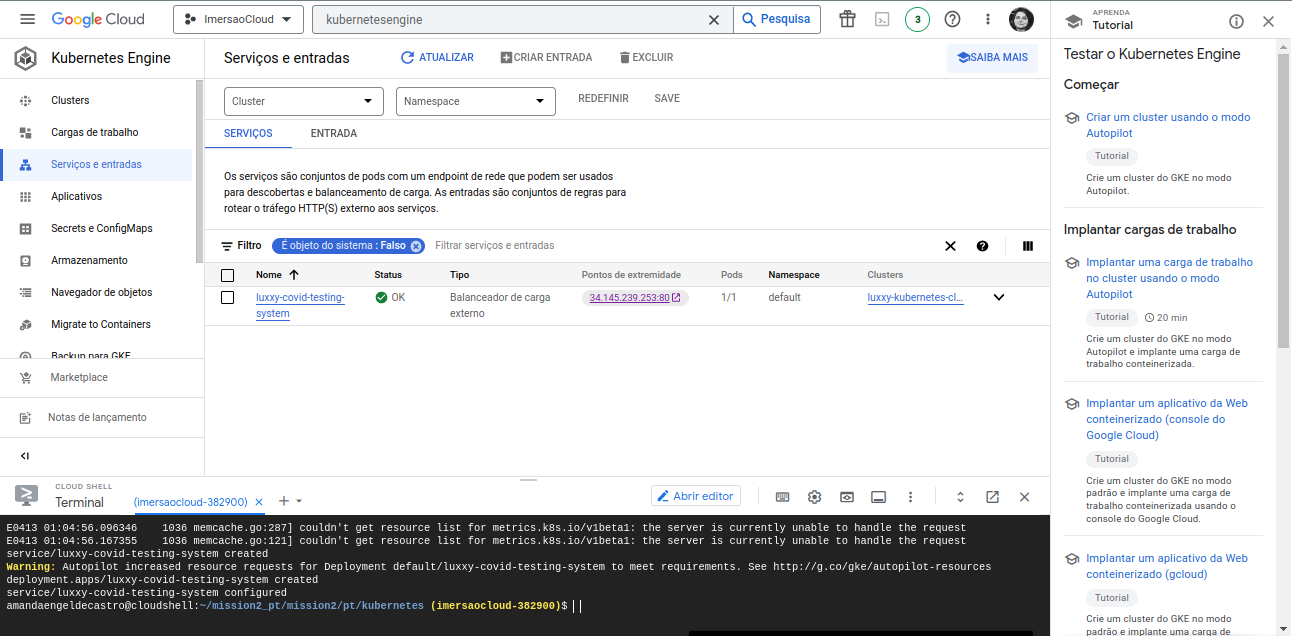 Google Cloud
ImersaoCloud
kubernetesengine
Pesquisa
3
APRENDA
Tutorial
Kubernetes Engine
Clusters
Cargas de trabalho
Serviços e entradas
Aplicativos
Secrets e ConfigMaps
Armazenamento
Navegador de objetos
Migrate to Containers
Backup para GKE
Marketplace
Notas de lançamento
Serviços e entradas
ATUALIZAR
CRIAR ENTRADA
EXCLUIR
SAIBA MAIS
Cluster
Namespace
REDEFINIR
SAVE
SERVIÇOS
ENTRADA
Os serviços são conjuntos de pods com um endpoint de rede que podem ser usados
para descobertas e balanceamento de carga. As entradas são conjuntos de regras para
rotear o tráfego HTTP(S) externo aos serviços.
Filtro
É objeto do sistema : Falso
Filtrar serviços e entradas
Nome
Status
Tipo
Pontos de extremidade
Pods
Namespace
Clusters
luxxy-covid-testing-
system
OK
Balanceador de carga
externo
34.145.239.253:80
1/1
default
luxxy-kubernetes-cl...
Testar o Kubernetes Engine
Começar
Criar um cluster usando o modo
Autopilot
Tutorial
Crie um cluster do GKE no modo
Autopilot.
Implantar cargas de trabalho
Implantar uma carga de trabalho
no cluster usando o modo
Autopilot
Tutorial
20 min
Crie um cluster do GKE no modo
Autopilot e implante uma carga de
trabalho conteinerizada.
Implantar um aplicativo da Web
conteinerizado (console do
Google Cloud)
Tutorial
Crie um cluster do GKE no modo
padrão e implante uma carga de
trabalho conteinerizada usando o
console do Google Cloud.
Implantar um aplicativo da Web
conteinerizado (gcloud)
Tutorial
Crie um cluster do GKE no modo
padrão e implante uma carga de
CLOUD SHELL
Terminal
(imersaocloud-382900)
Abrir editor
E0413 01:04:56.096346    1036 memcache.go:287] couldn't get resource list for metrics.k8s.io/v1beta1: the server is currently unable to handle the request
E0413 01:04:56.167355    1036 memcache.go:121] couldn't get resource list for metrics.k8s.io/v1beta1: the server is currently unable to handle the request
service/luxxy-covid-testing-system created
Warning: Autopilot increased resource requests for Deployment default/luxxy-covid-testing-system to meet requirements. See http://g.co/gke/autopilot-resources
deployment.apps/luxxy-covid-testing-system created
service/luxxy-covid-testing-system configured
amandaengeldecastro@cloudshell:~/mission2_pt/mission2/pt/kubernetes (imersaocloud-382900)$